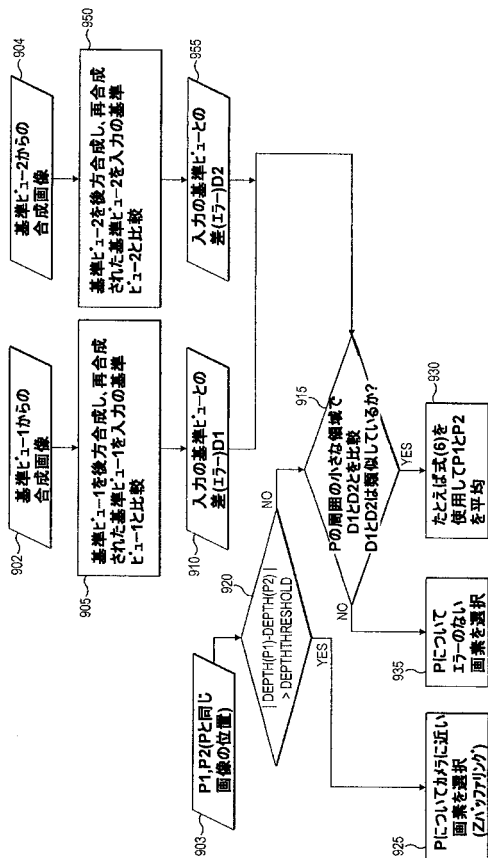 902
基準ビュー1からの
合成画像
904
基準ビュー2からの
合成画像
905
基準ビュー1を後方合成し、再合成
された基準ビュー1を入力の基準
ビュー1と比較
950
基準ビュー2を後方合成し、再合成
された基準ビュー2を入力の基準
ビュー2と比較
910
入力の基準ビューとの
差(エラー)D1
955
入力の基準ビューとの
差(エラー)D2
903
P1,P2(Pと同じ
画像の位置)
920
|DEPTH(P1)-DEPTH(P2)|
> DEPTHTHRESHOLD
NO
YES
915
Pの周囲の小さな領域で
D1とD2とを比較
D1とD2は類似しているか?
NO
YES
925
Pについてカメラに近い
画素を選択
(Zバッファリング)
935
Pについて
エラーのない
画素を選択
930
たとえば式(6)を
使用してP1とP2
を平均